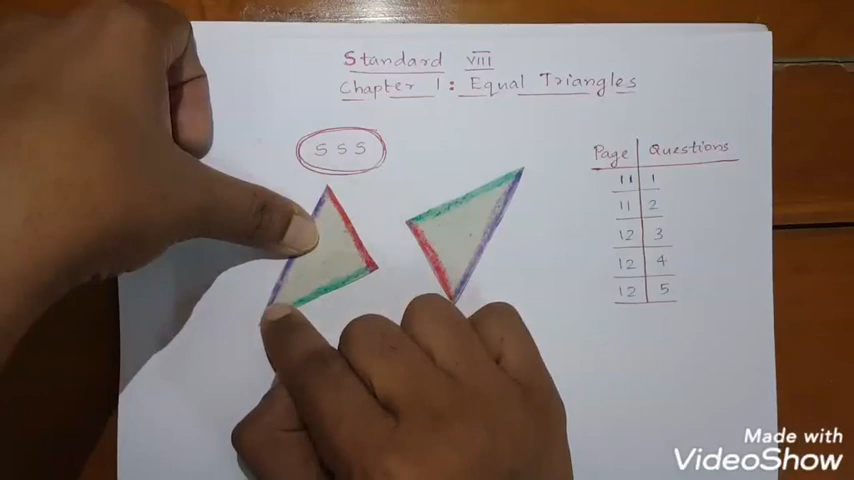 Standard VIII
Chapter 1 : Equal Triangles
SSS
Page Questions
11 1
11 2
12 3
12 4
12 5
Made With
VideoShow